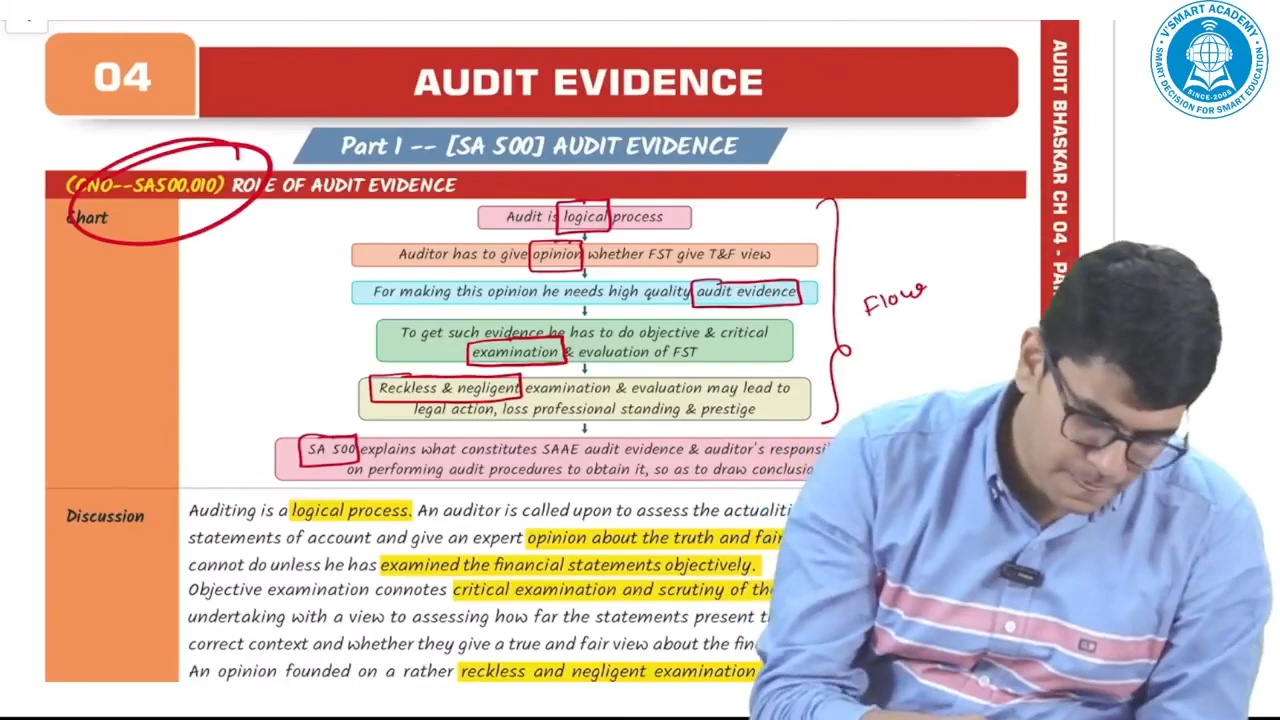 04
AUDIT EVIDENCE
Part 1 -- [SA 500] AUDIT EVIDENCE
(CNO--SA500.010) ROLE OF AUDIT EVIDENCE
Chart
Audit is logical process
Auditor has to give opinion whether FST give T&F view
For making this opinion he needs high quality audit evidence
To get such evidence he has to do objective & critical
examination & evaluation of FST
Reckless & negligent examination & evaluation may lead to
legal action, loss professional standing & prestige
SA 500 explains what constitutes SAAE audit evidence & auditor's
on performing audit procedures to obtain it, so as to draw
Flow
Discussion
Auditing is a logical process. An auditor is called upon to assess the
statements of account and give an expert opinion about the truth and
cannot do unless he has examined the financial statements objectively.
Objective examination connotes critical examination and scrutiny of
undertaking with a view to assessing how far the statements present
correct context and whether they give a true and fair view about the
An opinion founded on a rather reckless and negligent examination
AUDIT BHASKAR CH 04 -
V'SMART ACADEMY
SMART DECISION FOR SMART EDUCATION
SINCE-2005